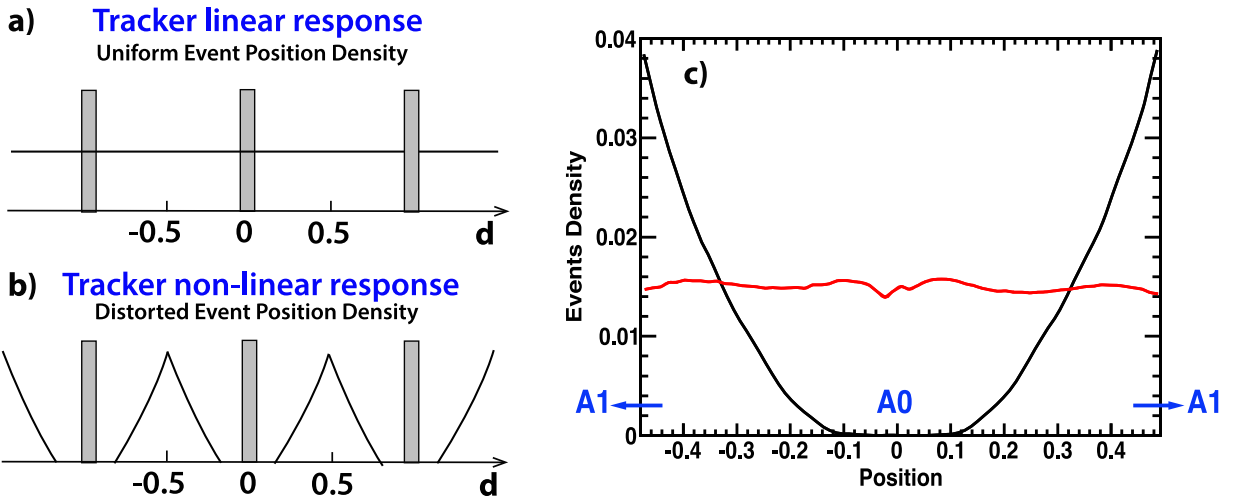 a)
Tracker linear response
Uniform Event Position Density
-0.5 0 0.5 d
b)
Tracker non-linear response
Distorted Event Position Density
-0.5 0 0.5 d
c)
Events Density
0.04
0.03
0.02
0.01
0
A1 A0 A1
-0.4 -0.3 -0.2 -0.1 0 0.1 0.2 0.3 0.4
Position